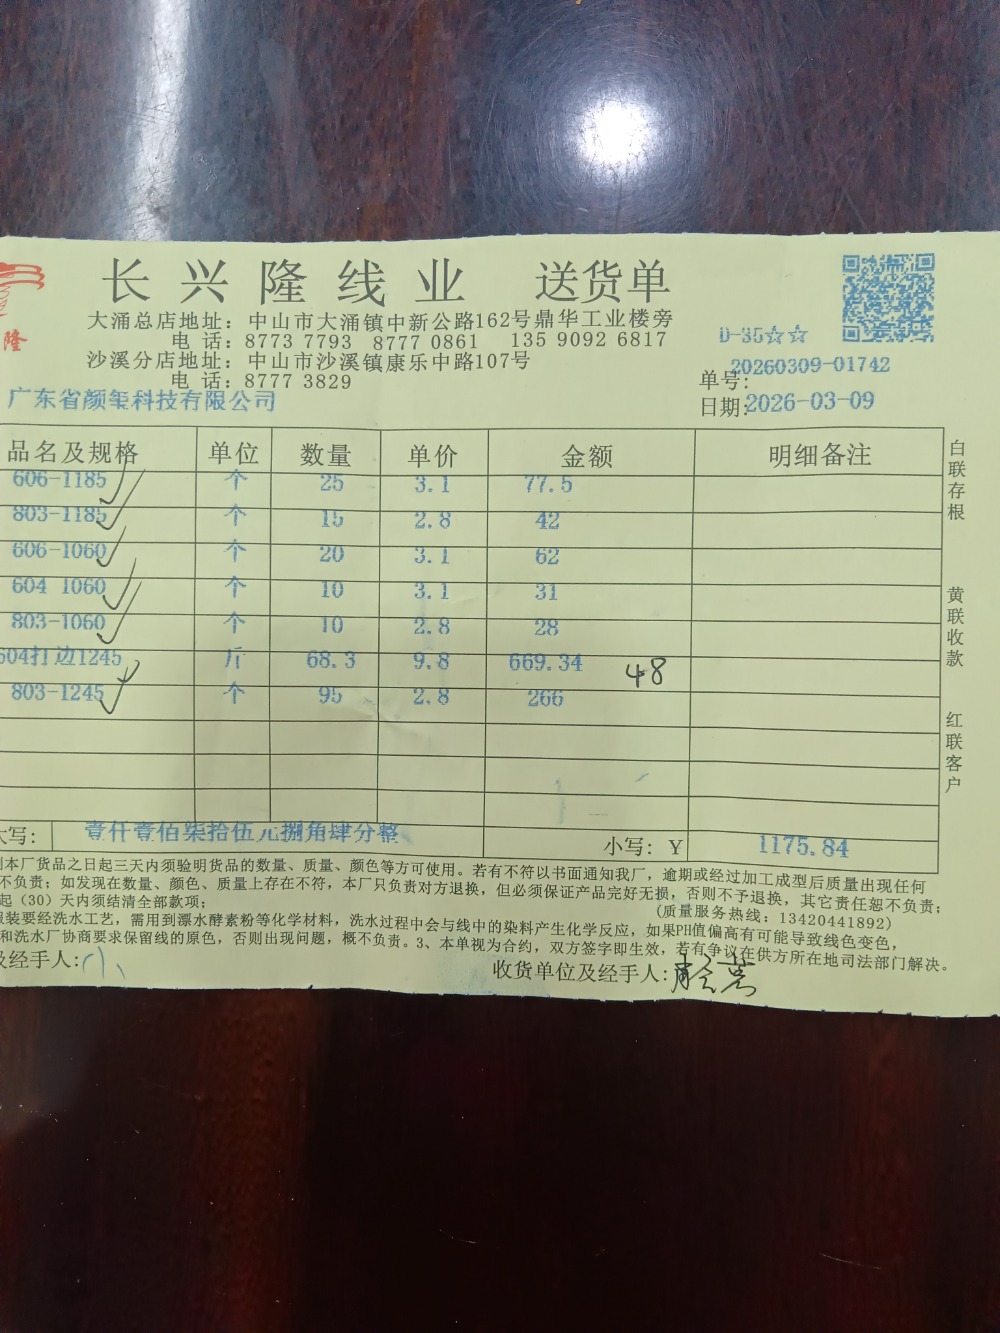 隆
长兴隆线业 送货单
大涌总店地址：中山市大涌镇中新公路162号鼎华工业楼旁
电 话：8773 7793 8777 0861 135 9092 6817
沙溪分店地址：中山市沙溪镇康乐中路107号
电 话：8777 3829
D-35☆☆
单号：20260309-01742
广东省颜玺科技有限公司
日期：2026-03-09
品名及规格 单位 数量 单价 金额 明细备注
606-1185 个 25 3.1 77.5
803-1185 个 15 2.8 42
606-1060 个 20 3.1 62
604 1060 个 10 3.1 31
803-1060 个 10 2.8 28
604打边1245 斤 68.3 9.8 669.34 48
803-1245 个 95 2.8 266
大写： 壹仟壹佰柒拾伍元捌角肆分整 小写：Y 1175.84
白联存根
黄联收款
红联客户
本厂货品之日起三天内须验明货品的数量、质量、颜色等方可使用。若有不符以书面通知我厂，逾期或经过加工成型后质量出现任何
不负责；如发现在数量、颜色、质量上存在不符，本厂只负责对方退换，但必须保证产品完好无损，否则不予退换，其它责任恕不负责；
起（30）天内须结清全部款项；
(质量服务热线：13420441892)
服装要经洗水工艺，需用到漂水酵素粉等化学材料，洗水过程中会与线中的染料产生化学反应，如果PH值偏高有可能导致线色变色，
和洗水厂协商要求保留线的原色，否则出现问题，概不负责。3、本单视为合约，双方签字即生效，若有争议在供方所在地司法部门解决。
及经手人：小
收货单位及经手人：